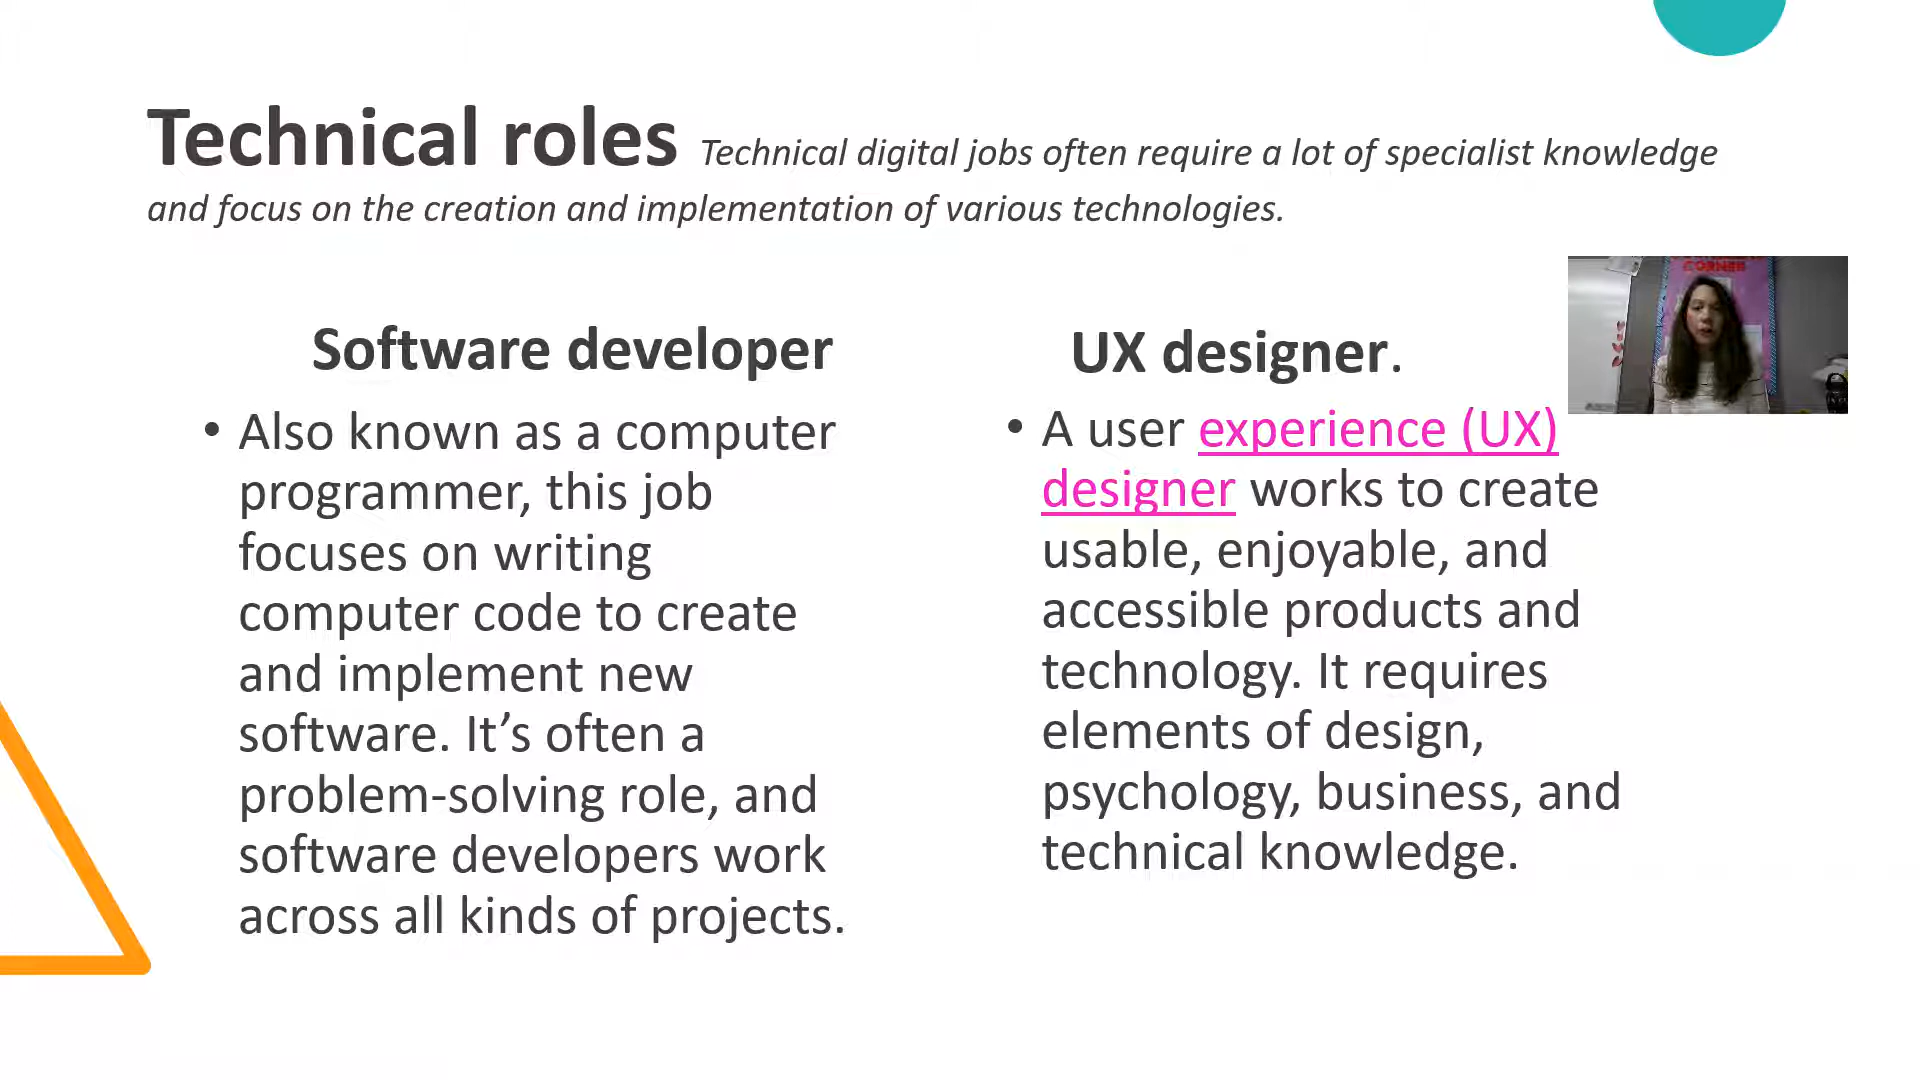 Technical roles Technical digital jobs often require a lot of specialist knowledge
and focus on the creation and implementation of various technologies.
Software developer
• Also known as a computer
programmer, this job
focuses on writing
computer code to create
and implement new
software. It’s often a
problem-solving role, and
software developers work
across all kinds of projects.
UX designer.
• A user experience (UX)
designer works to create
usable, enjoyable, and
accessible products and
technology. It requires
elements of design,
psychology, business, and
technical knowledge.
CORNER